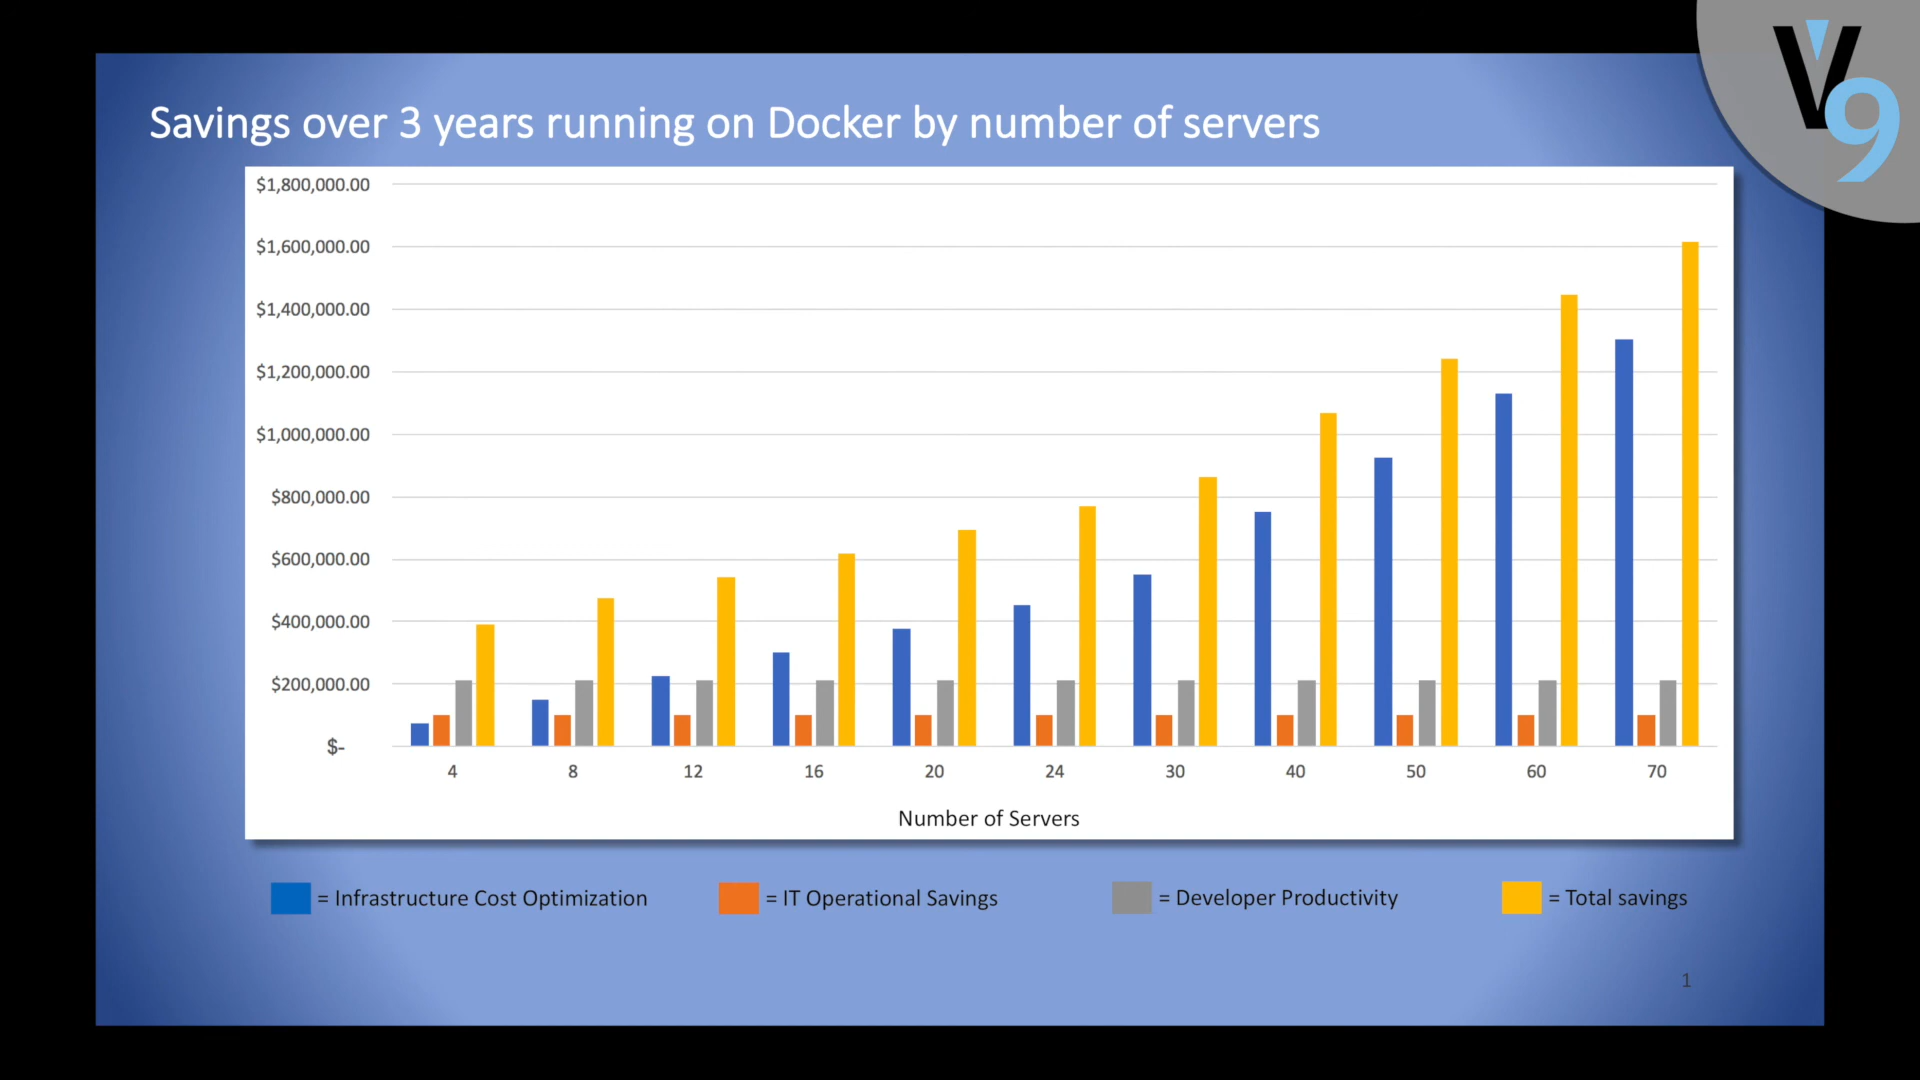 V9
Savings over 3 years running on Docker by number of servers
$1,800,000.00
$1,600,000.00
$1,400,000.00
$1,200,000.00
$1,000,000.00
$800,000.00
$600,000.00
$400,000.00
$200,000.00
$-
4 8 12 16 20 24 30 40 50 60 70
Number of Servers
= Infrastructure Cost Optimization = IT Operational Savings = Developer Productivity = Total savings
1